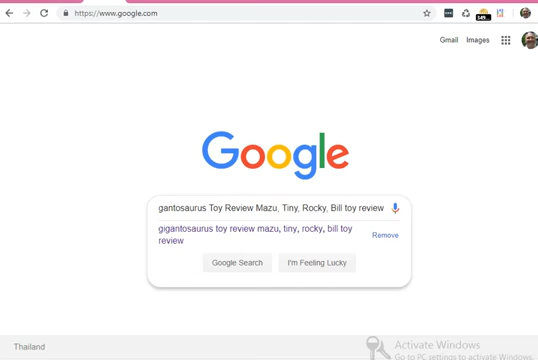 https://www.google.com
Gmail Images
Google
gantosaurus Toy Review Mazu, Tiny, Rocky, Bill toy review
gigantosaurus toy review mazu, tiny, rocky, bill toy
review
Remove
Google Search I'm Feeling Lucky
Thailand
Activate Windows
Go to PC settings to activate Windows.